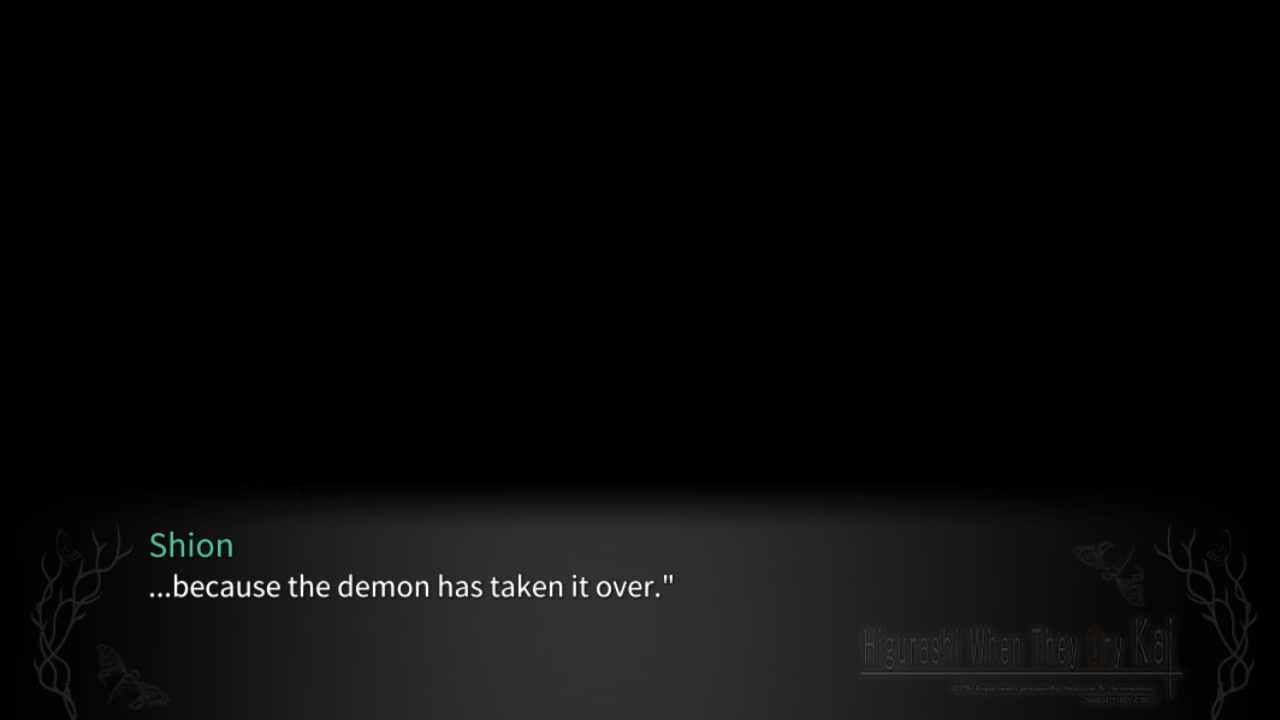 Shion
...because the demon has taken it over."
Higurashi When They Cry Kai